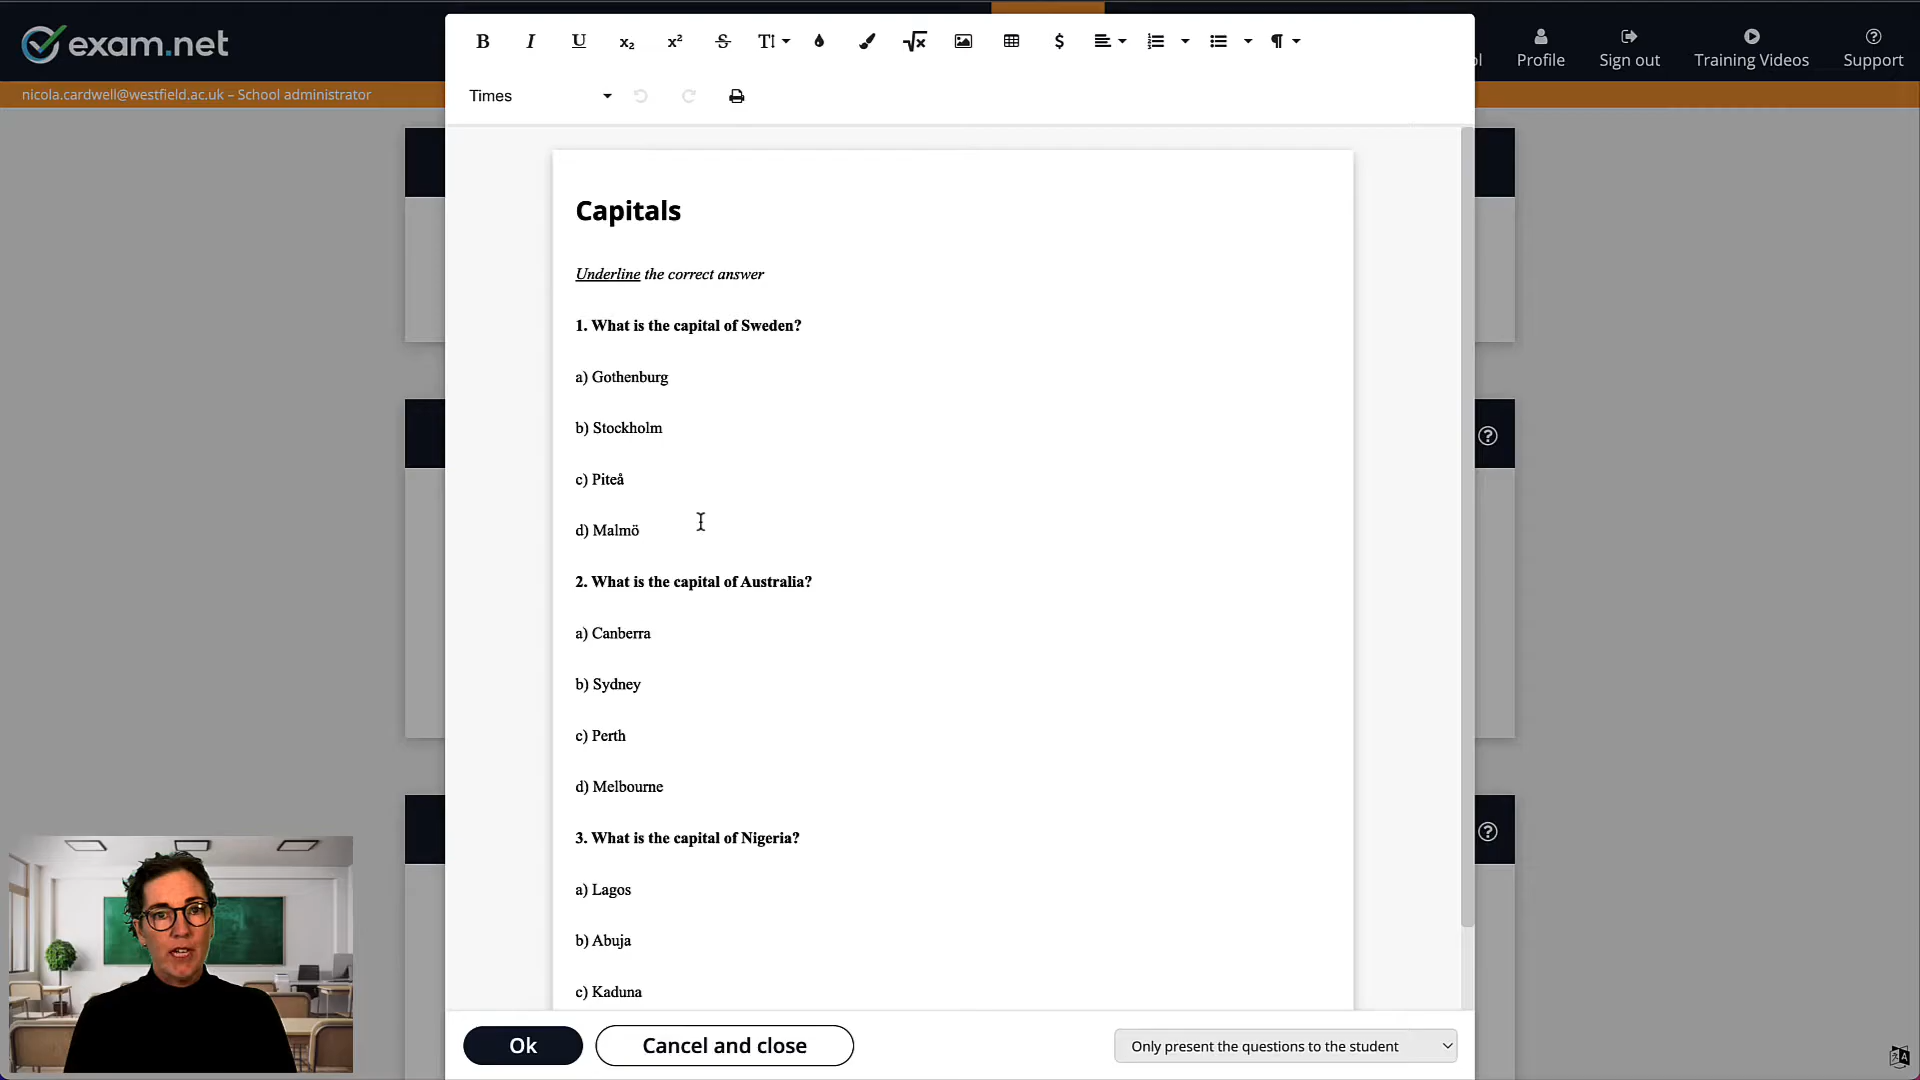 exam.net
Profile
Sign out
Training Videos
Support
nicola.cardwell@westfield.ac.uk – School administrator
Times
Capitals
Underline the correct answer
1. What is the capital of Sweden?
a) Gothenburg
b) Stockholm
c) Piteå
d) Malmö
2. What is the capital of Australia?
a) Canberra
b) Sydney
c) Perth
d) Melbourne
3. What is the capital of Nigeria?
a) Lagos
b) Abuja
c) Kaduna
Ok
Cancel and close
Only present the questions to the student